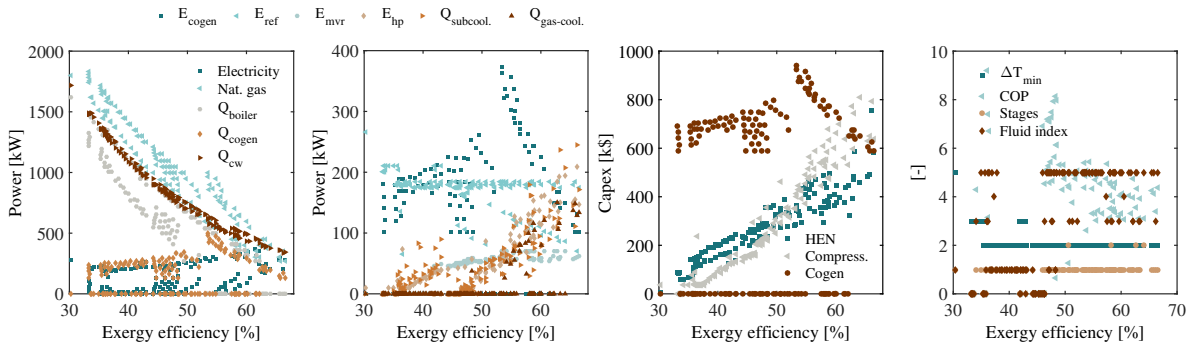 E_cogen E_ref E_mvr E_hp Q_subcool. Q_gas-cool.
2000
1500
1000
500
0
30 40 50 60
Power [kW]
Exergy efficiency [%]
Electricity
Nat. gas
Q_boiler
Q_cogen
Q_cw
400
300
200
100
0
30 40 50 60
Power [kW]
Exergy efficiency [%]
1000
800
600
400
200
0
30 40 50 60
Capex [k$]
Exergy efficiency [%]
HEN
Compress.
Cogen
10
8
6
4
2
0
30 40 50 60 70
[-]
Exergy efficiency [%]
ΔT_min
COP
Stages
Fluid index